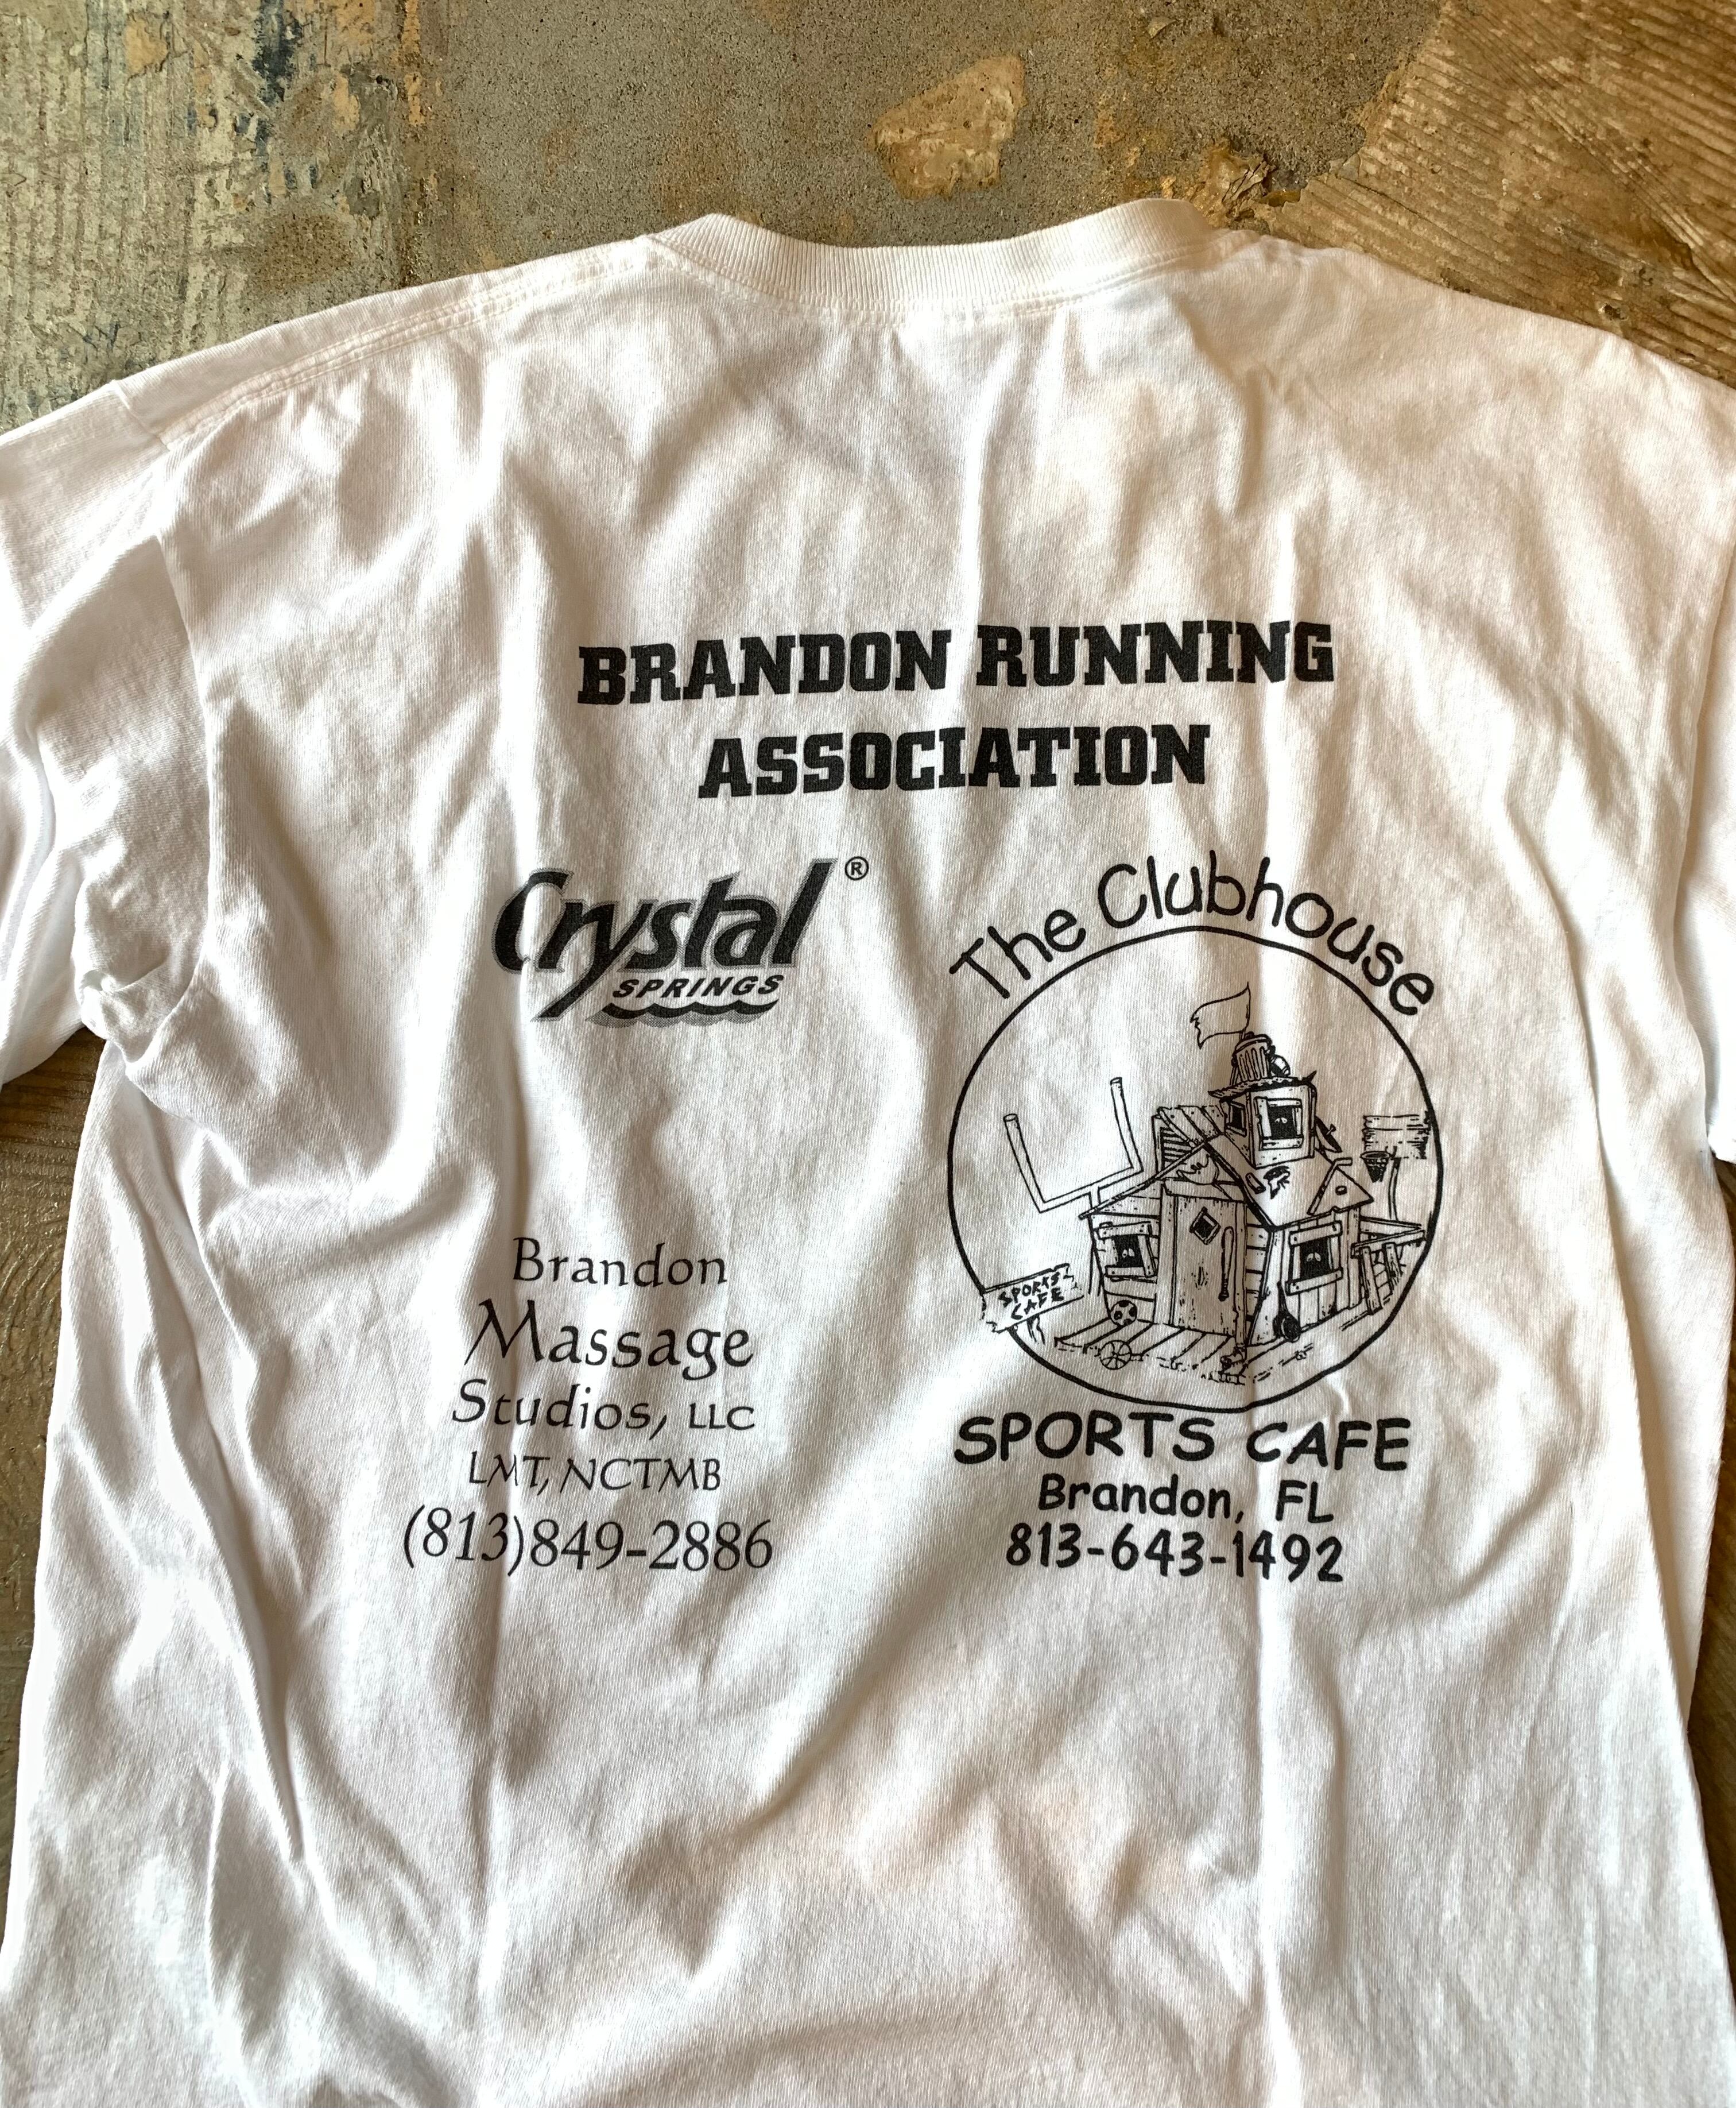 BRANDON RUNNING
ASSOCIATION
Crystal®
SPRINGS
The Clubhouse
SPORTS
CAFE
SPORTS CAFE
Brandon, FL
813-643-1492
Brandon
Massage
Studios, LLC
LMT, NCTMB
(813)849-2886